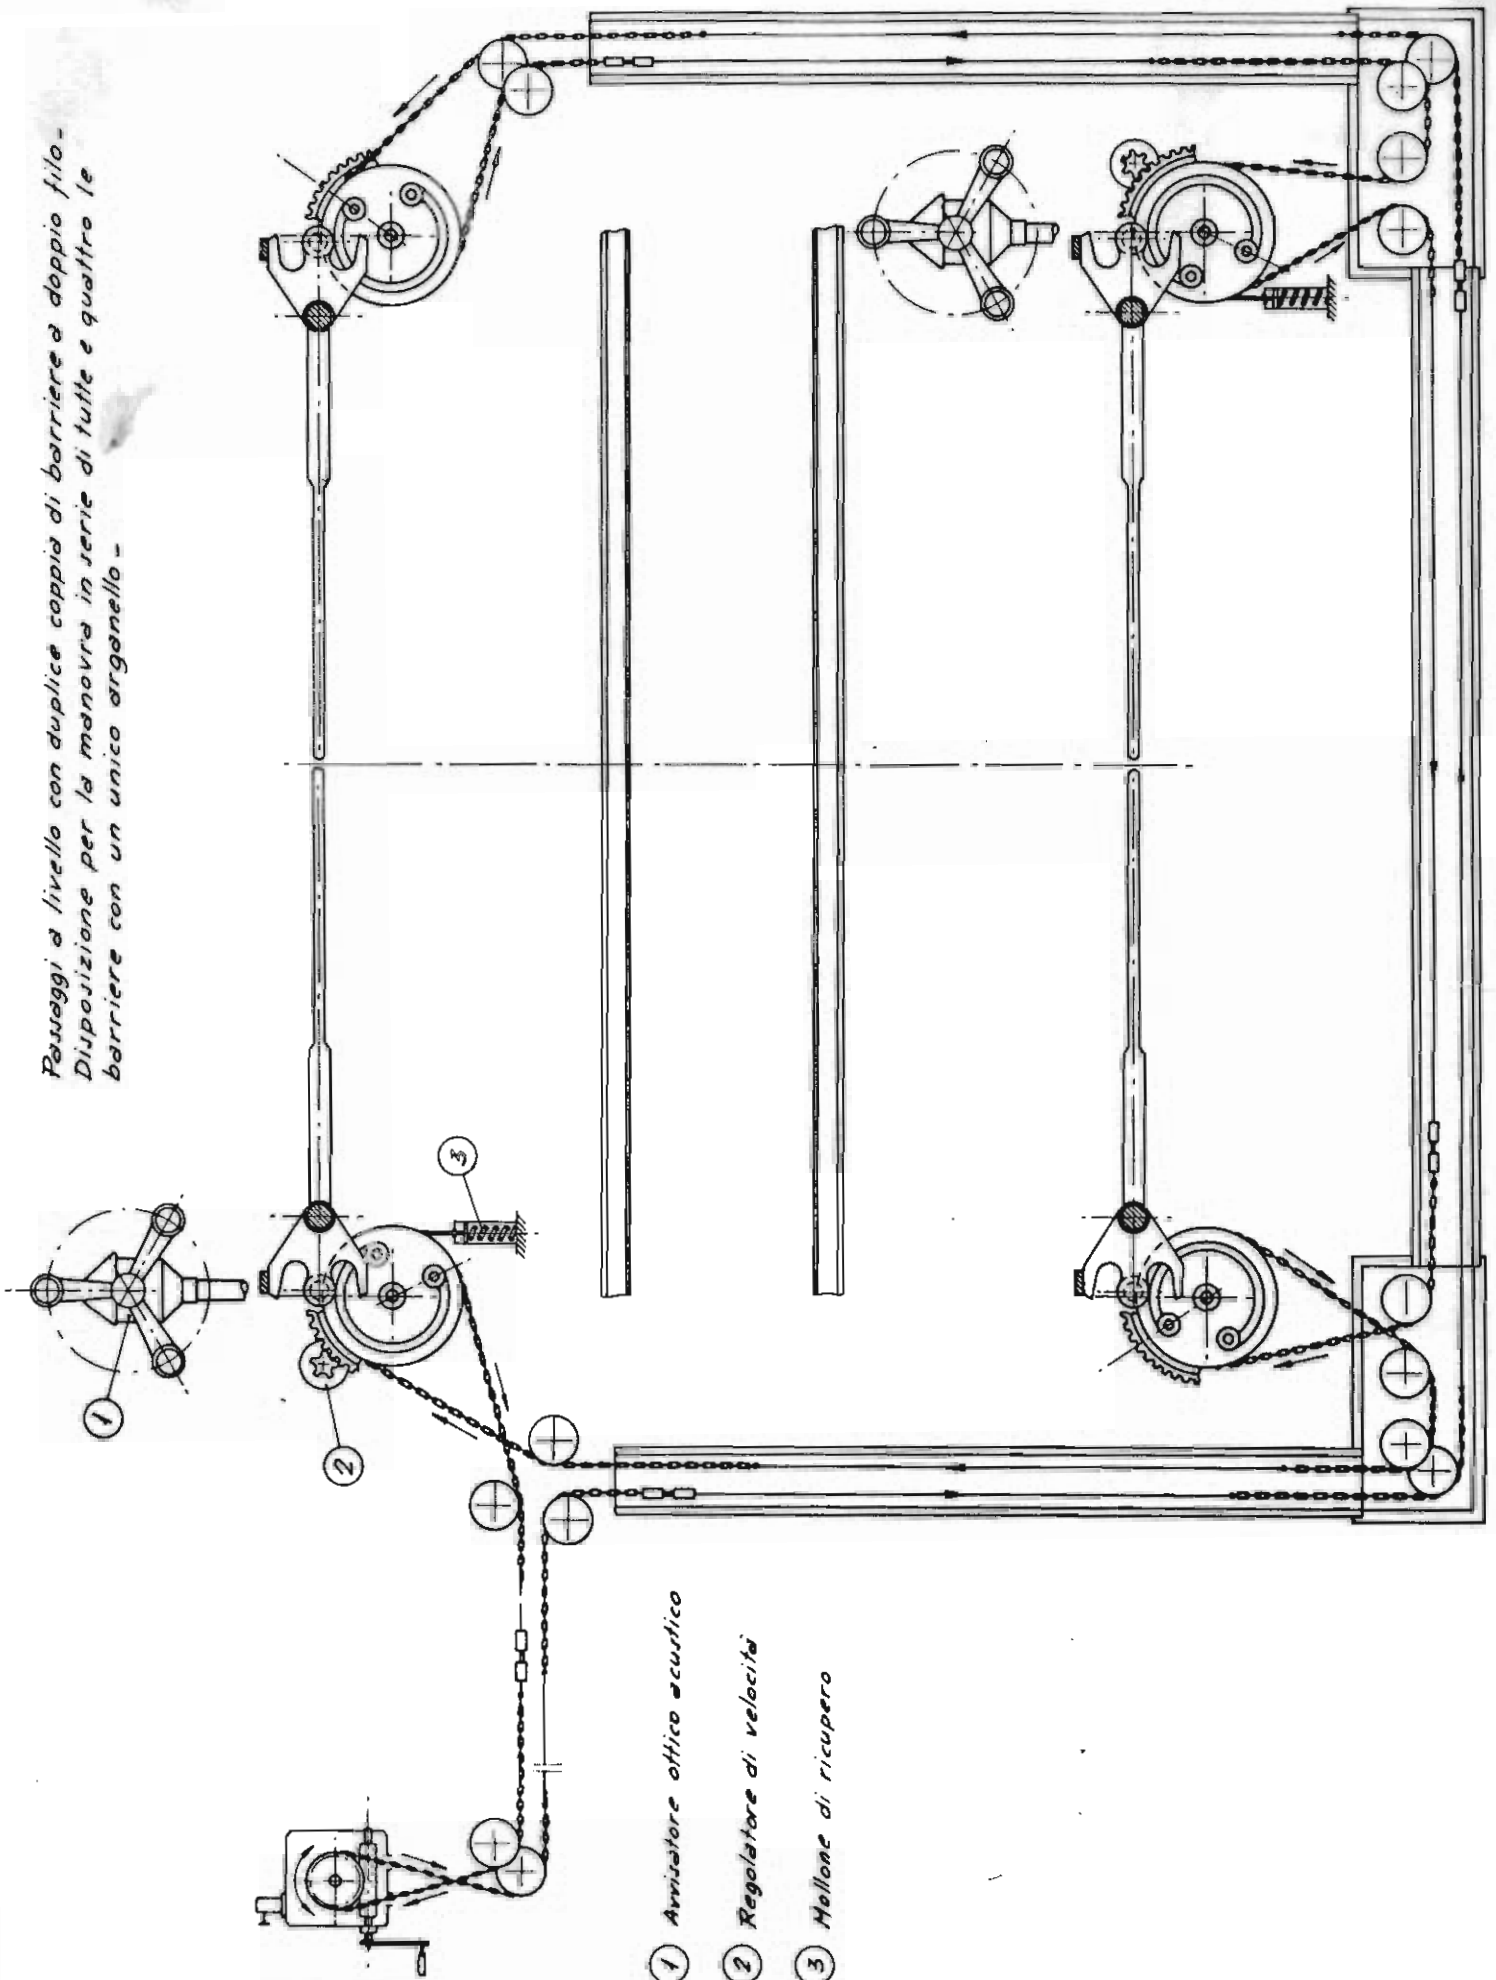 Passaggi a livello con duplice coppia di barriere a doppio filo-
Disposizione per la manovra in serie di tutte e quattro le
barriere con un unico arganello-
1
2
3
1 Avvisatore ottico acustico
2 Regolatore di velocità
3 Mollone di ricupero